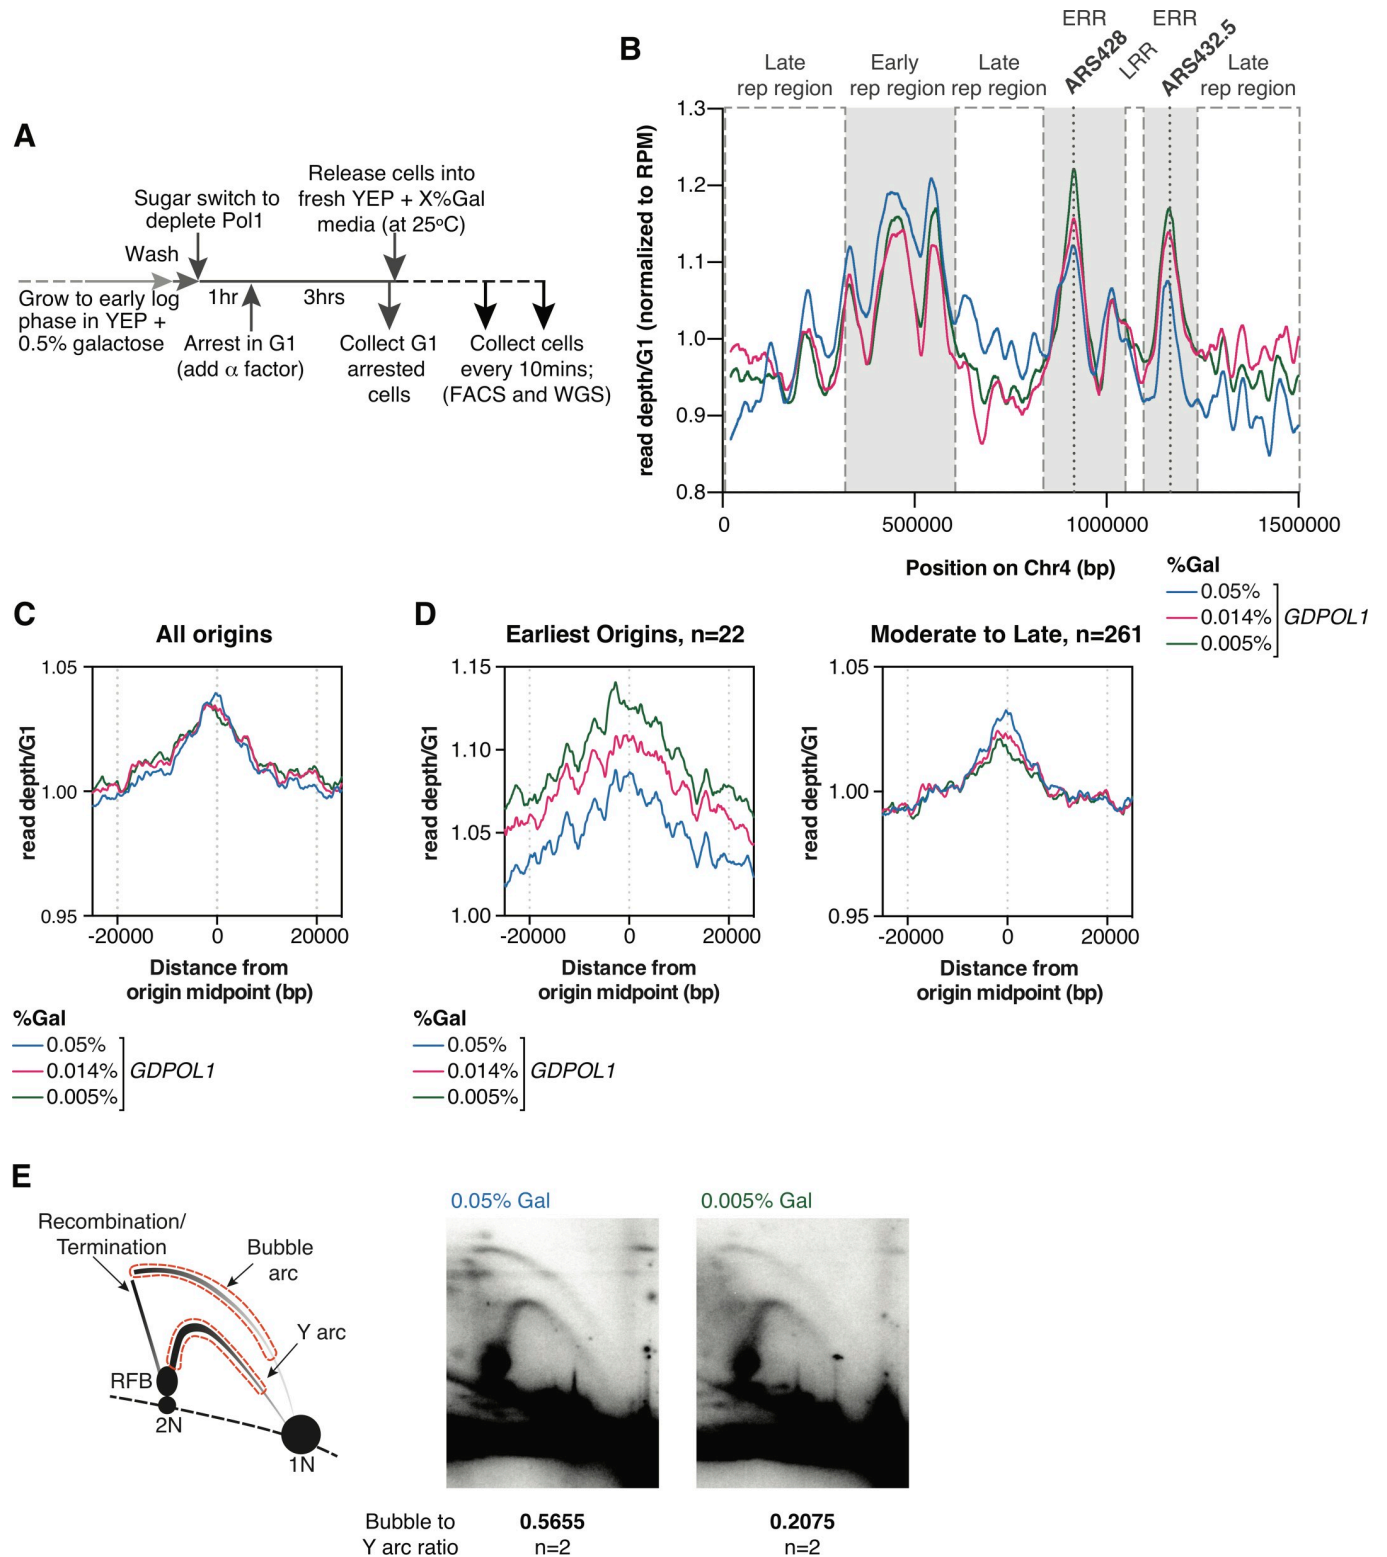 A
Sugar switch to
deplete Pol1
Release cells into
fresh YEP + X%Gal
media (at 25°C)
Wash
1hr
3hrs
Grow to early log
phase in YEP +
0.5% galactose
Arrest in G1
(add α factor)
Collect G1
arrested
cells
Collect cells
every 10mins;
(FACS and WGS)
B
Late
rep region
Early
rep region
Late
rep region
ERR
ARS428
LRR
ERR
ARS432.5
Late
rep region
read depth/G1 (normalized to RPM)
1.3
1.2
1.1
1.0
0.9
0.8
0
500000
1000000
1500000
Position on Chr4 (bp)
%Gal
0.05%
0.014%
0.005%
GDPOL1
C
All origins
read depth/G1
1.05
1.00
0.95
-20000
0
20000
Distance from
origin midpoint (bp)
%Gal
0.05%
0.014%
0.005%
GDPOL1
D
Earliest Origins, n=22
read depth/G1
1.15
1.10
1.05
1.00
-20000
0
20000
Distance from
origin midpoint (bp)
Moderate to Late, n=261
read depth/G1
1.05
1.00
0.95
-20000
0
20000
Distance from
origin midpoint (bp)
%Gal
0.05%
0.014%
0.005%
GDPOL1
E
Recombination/
Termination
Bubble
arc
Y arc
RFB
2N
1N
0.05% Gal
0.005% Gal
Bubble to
Y arc ratio
0.5655
n=2
0.2075
n=2